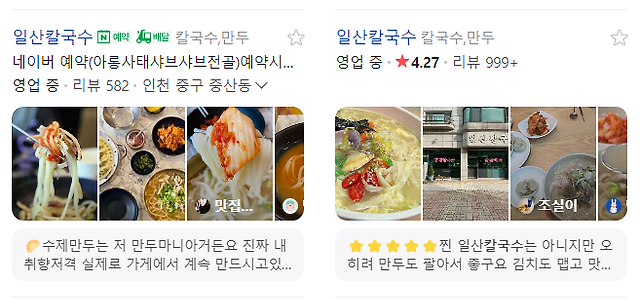 일산칼국수 N 예약 배달 칼국수,만두
네이버 예약(아롱사태샤브샤브전골)예약시...
영업 중 · 리뷰 582 · 인천 중구 중산동
맛집...
🥟수제만두는 저 만두마니아거든요 진짜 내
취향저격 실제로 가게에서 계속 만드시고있...
일산칼국수 칼국수,만두
영업 중 · ★4.27 · 리뷰 999+
조실이
⭐⭐⭐⭐⭐찐 일산칼국수는 아니지만 오
히려 만두도 팔아서 좋구요 김치도 맵고 맛...